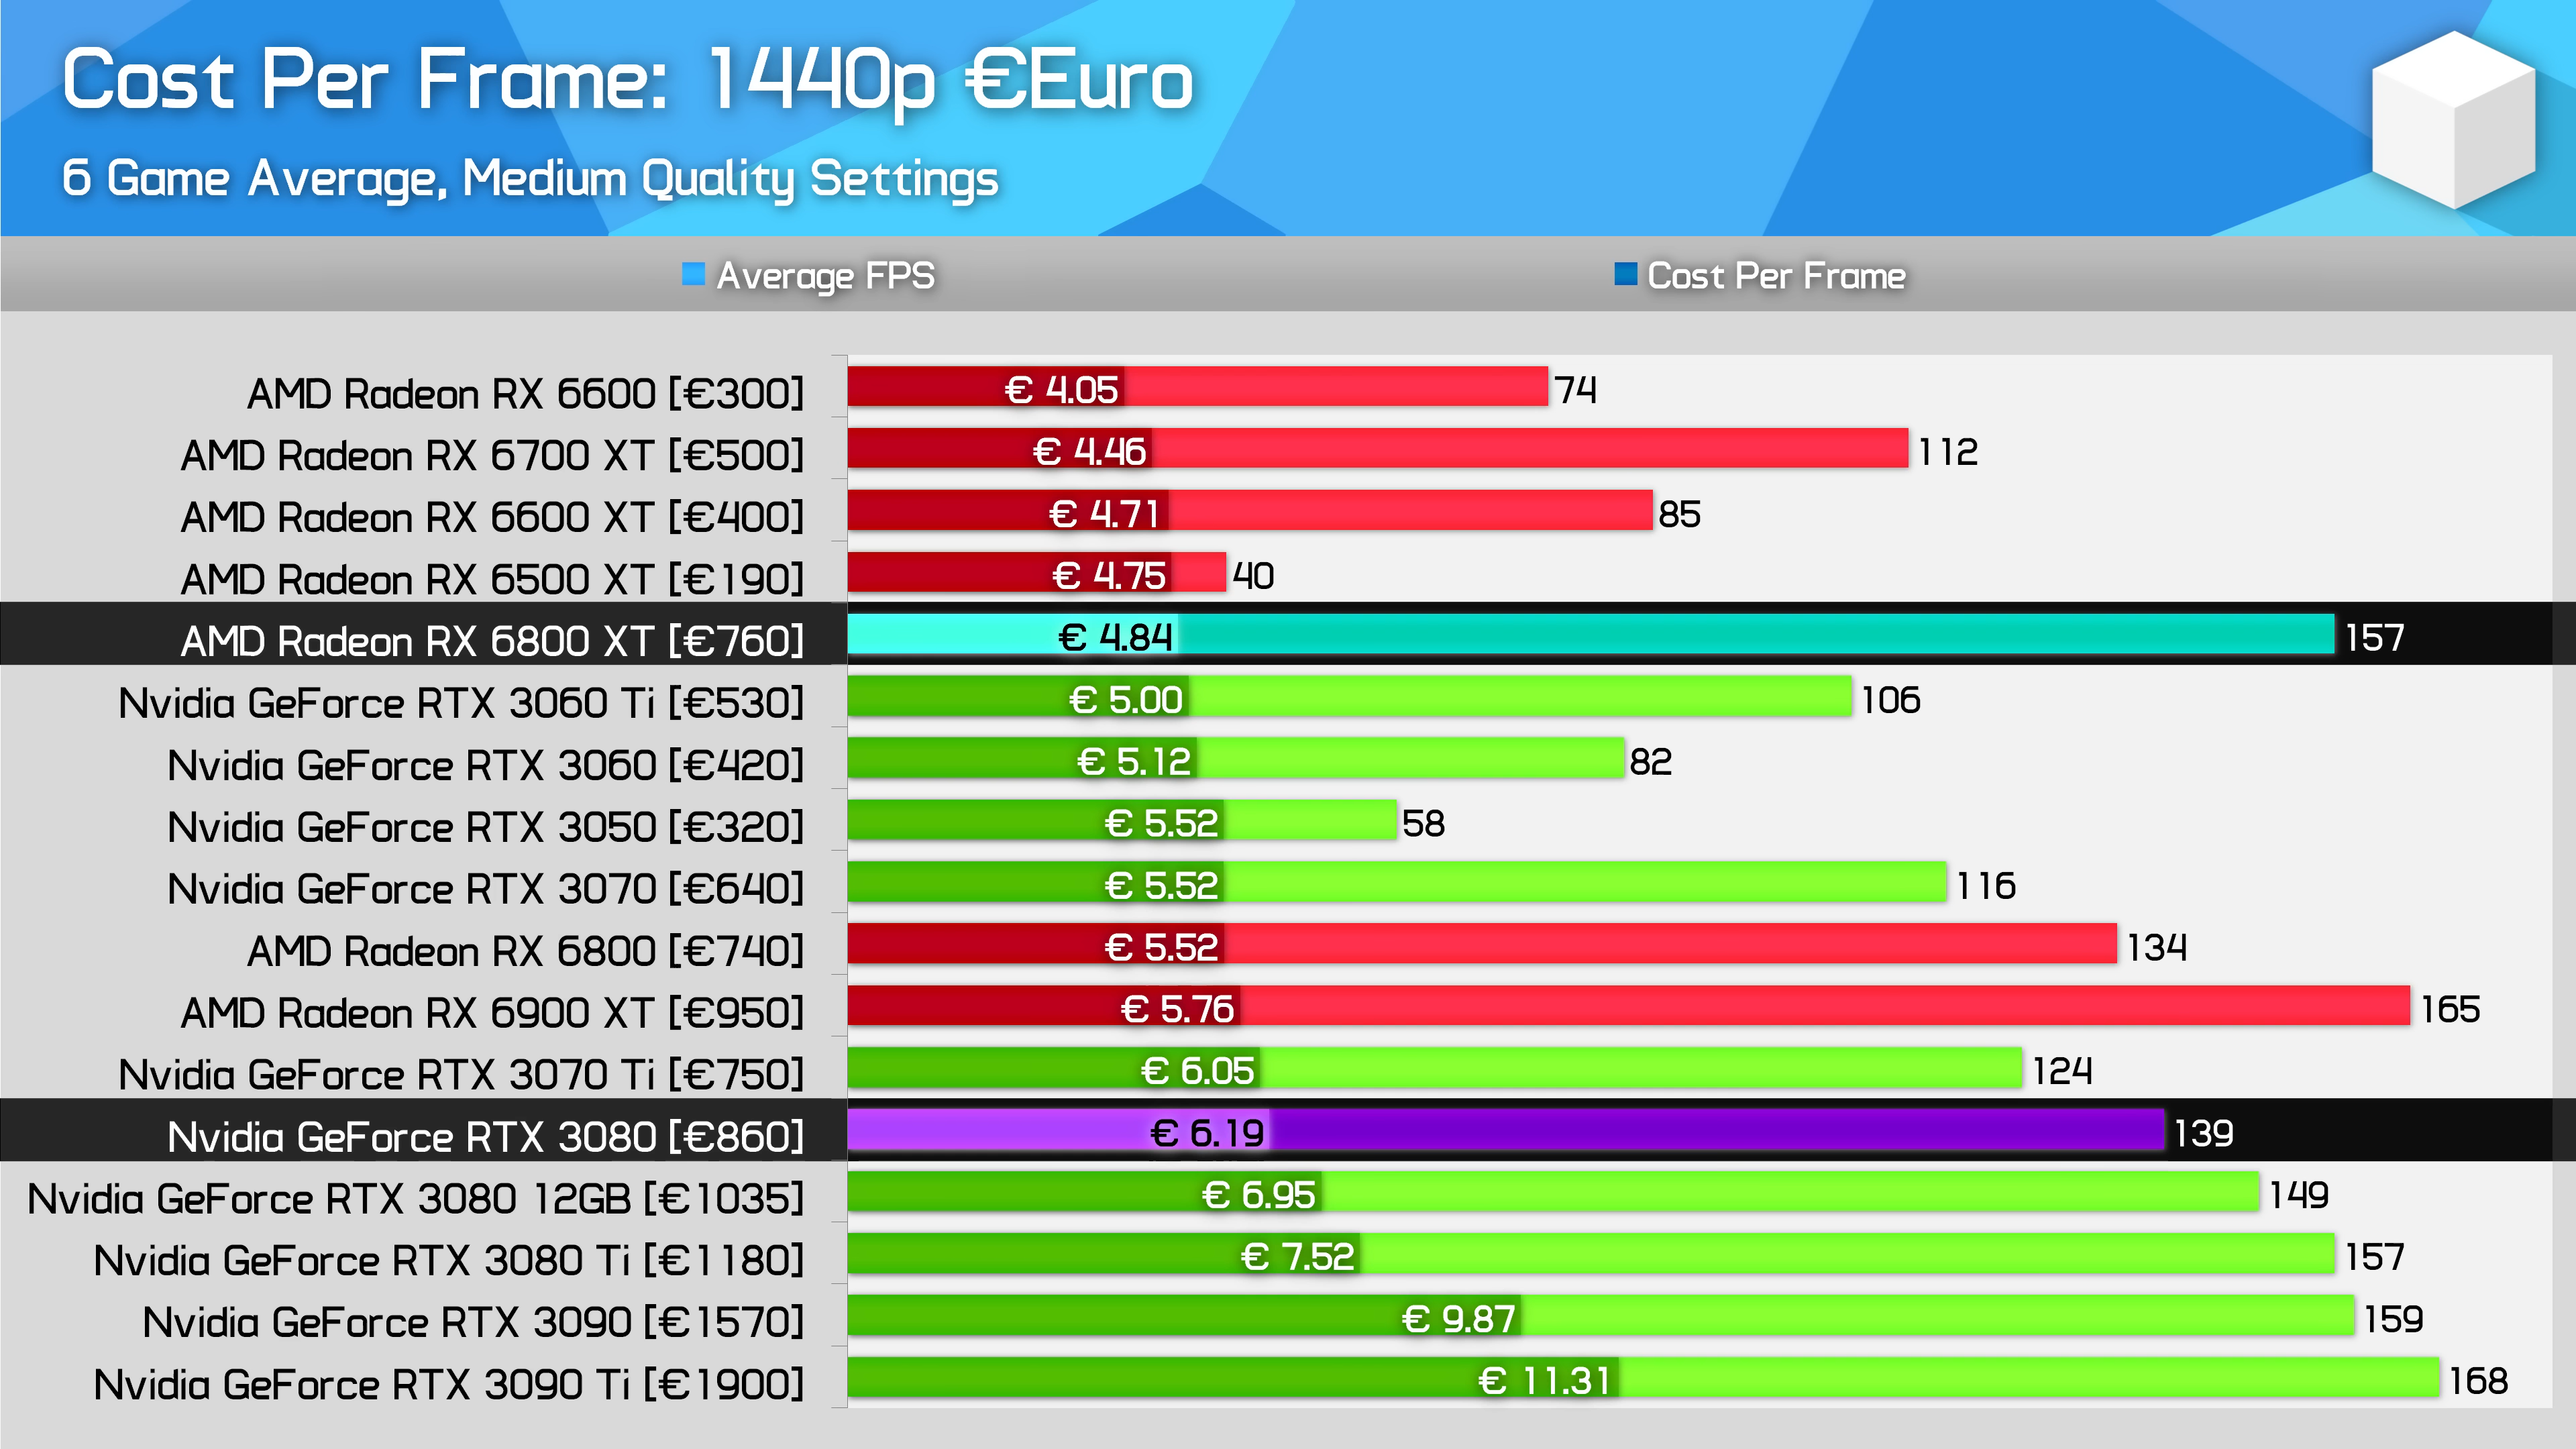 Cost Per Frame: 1440p €Euro
6 Game Average, Medium Quality Settings
Average FPS Cost Per Frame
AMD Radeon RX 6600 [€300] € 4.05 74
AMD Radeon RX 6700 XT [€500] € 4.46 112
AMD Radeon RX 6600 XT [€400] € 4.71 85
AMD Radeon RX 6500 XT [€190] € 4.75 40
AMD Radeon RX 6800 XT [€760] € 4.84 157
Nvidia GeForce RTX 3060 Ti [€530] € 5.00 106
Nvidia GeForce RTX 3060 [€420] € 5.12 82
Nvidia GeForce RTX 3050 [€320] € 5.52 58
Nvidia GeForce RTX 3070 [€640] € 5.52 116
AMD Radeon RX 6800 [€740] € 5.52 134
AMD Radeon RX 6900 XT [€950] € 5.76 165
Nvidia GeForce RTX 3070 Ti [€750] € 6.05 124
Nvidia GeForce RTX 3080 [€860] € 6.19 139
Nvidia GeForce RTX 3080 12GB [€1035] € 6.95 149
Nvidia GeForce RTX 3080 Ti [€1180] € 7.52 157
Nvidia GeForce RTX 3090 [€1570] € 9.87 159
Nvidia GeForce RTX 3090 Ti [€1900] € 11.31 168